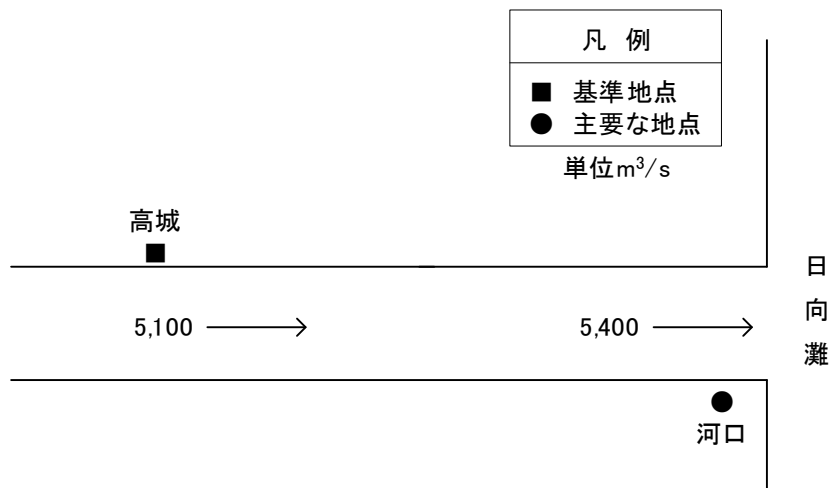 凡 例
■ 基準地点
● 主要な地点
単位m³/s
高城
5,100
5,400
日向灘
河口